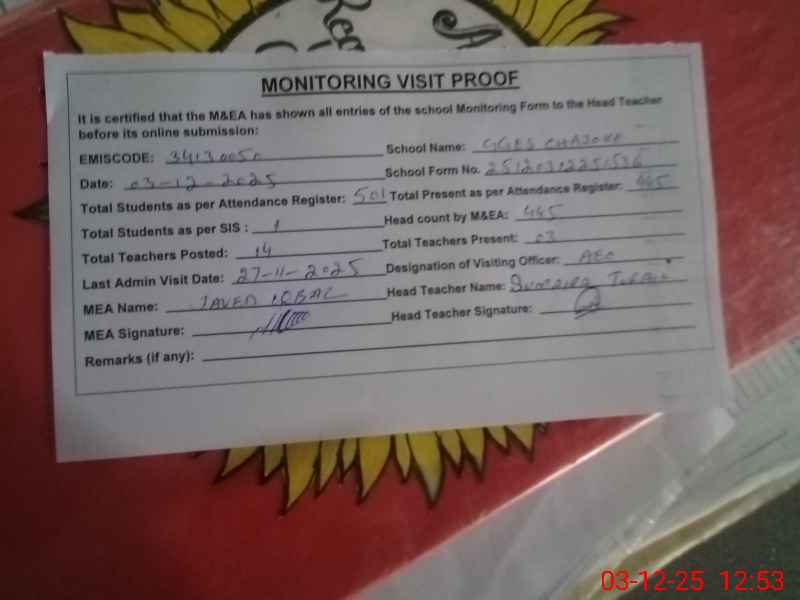 Rec
A
MONITORING VISIT PROOF
It is certified that the M&EA has shown all entries of the school Monitoring Form to the Head Teacher
before its online submission:
EMISCODE: School Name: GGES
Date: 03-12-2025 School Form No.
Total Students as per Attendance Register: 501 Total Present as per Attendance Register: 445
Total Students as per SIS : 1 Head count by M&EA: 445
Total Teachers Posted: 14 Total Teachers Present: 03
Last Admin Visit Date: 27-11-2025 Designation of Visiting Officer: AEO
MEA Name: JAVED IQBAL Head Teacher Name:
MEA Signature: Head Teacher Signature:
Remarks (if any):
03-12-25 12:53